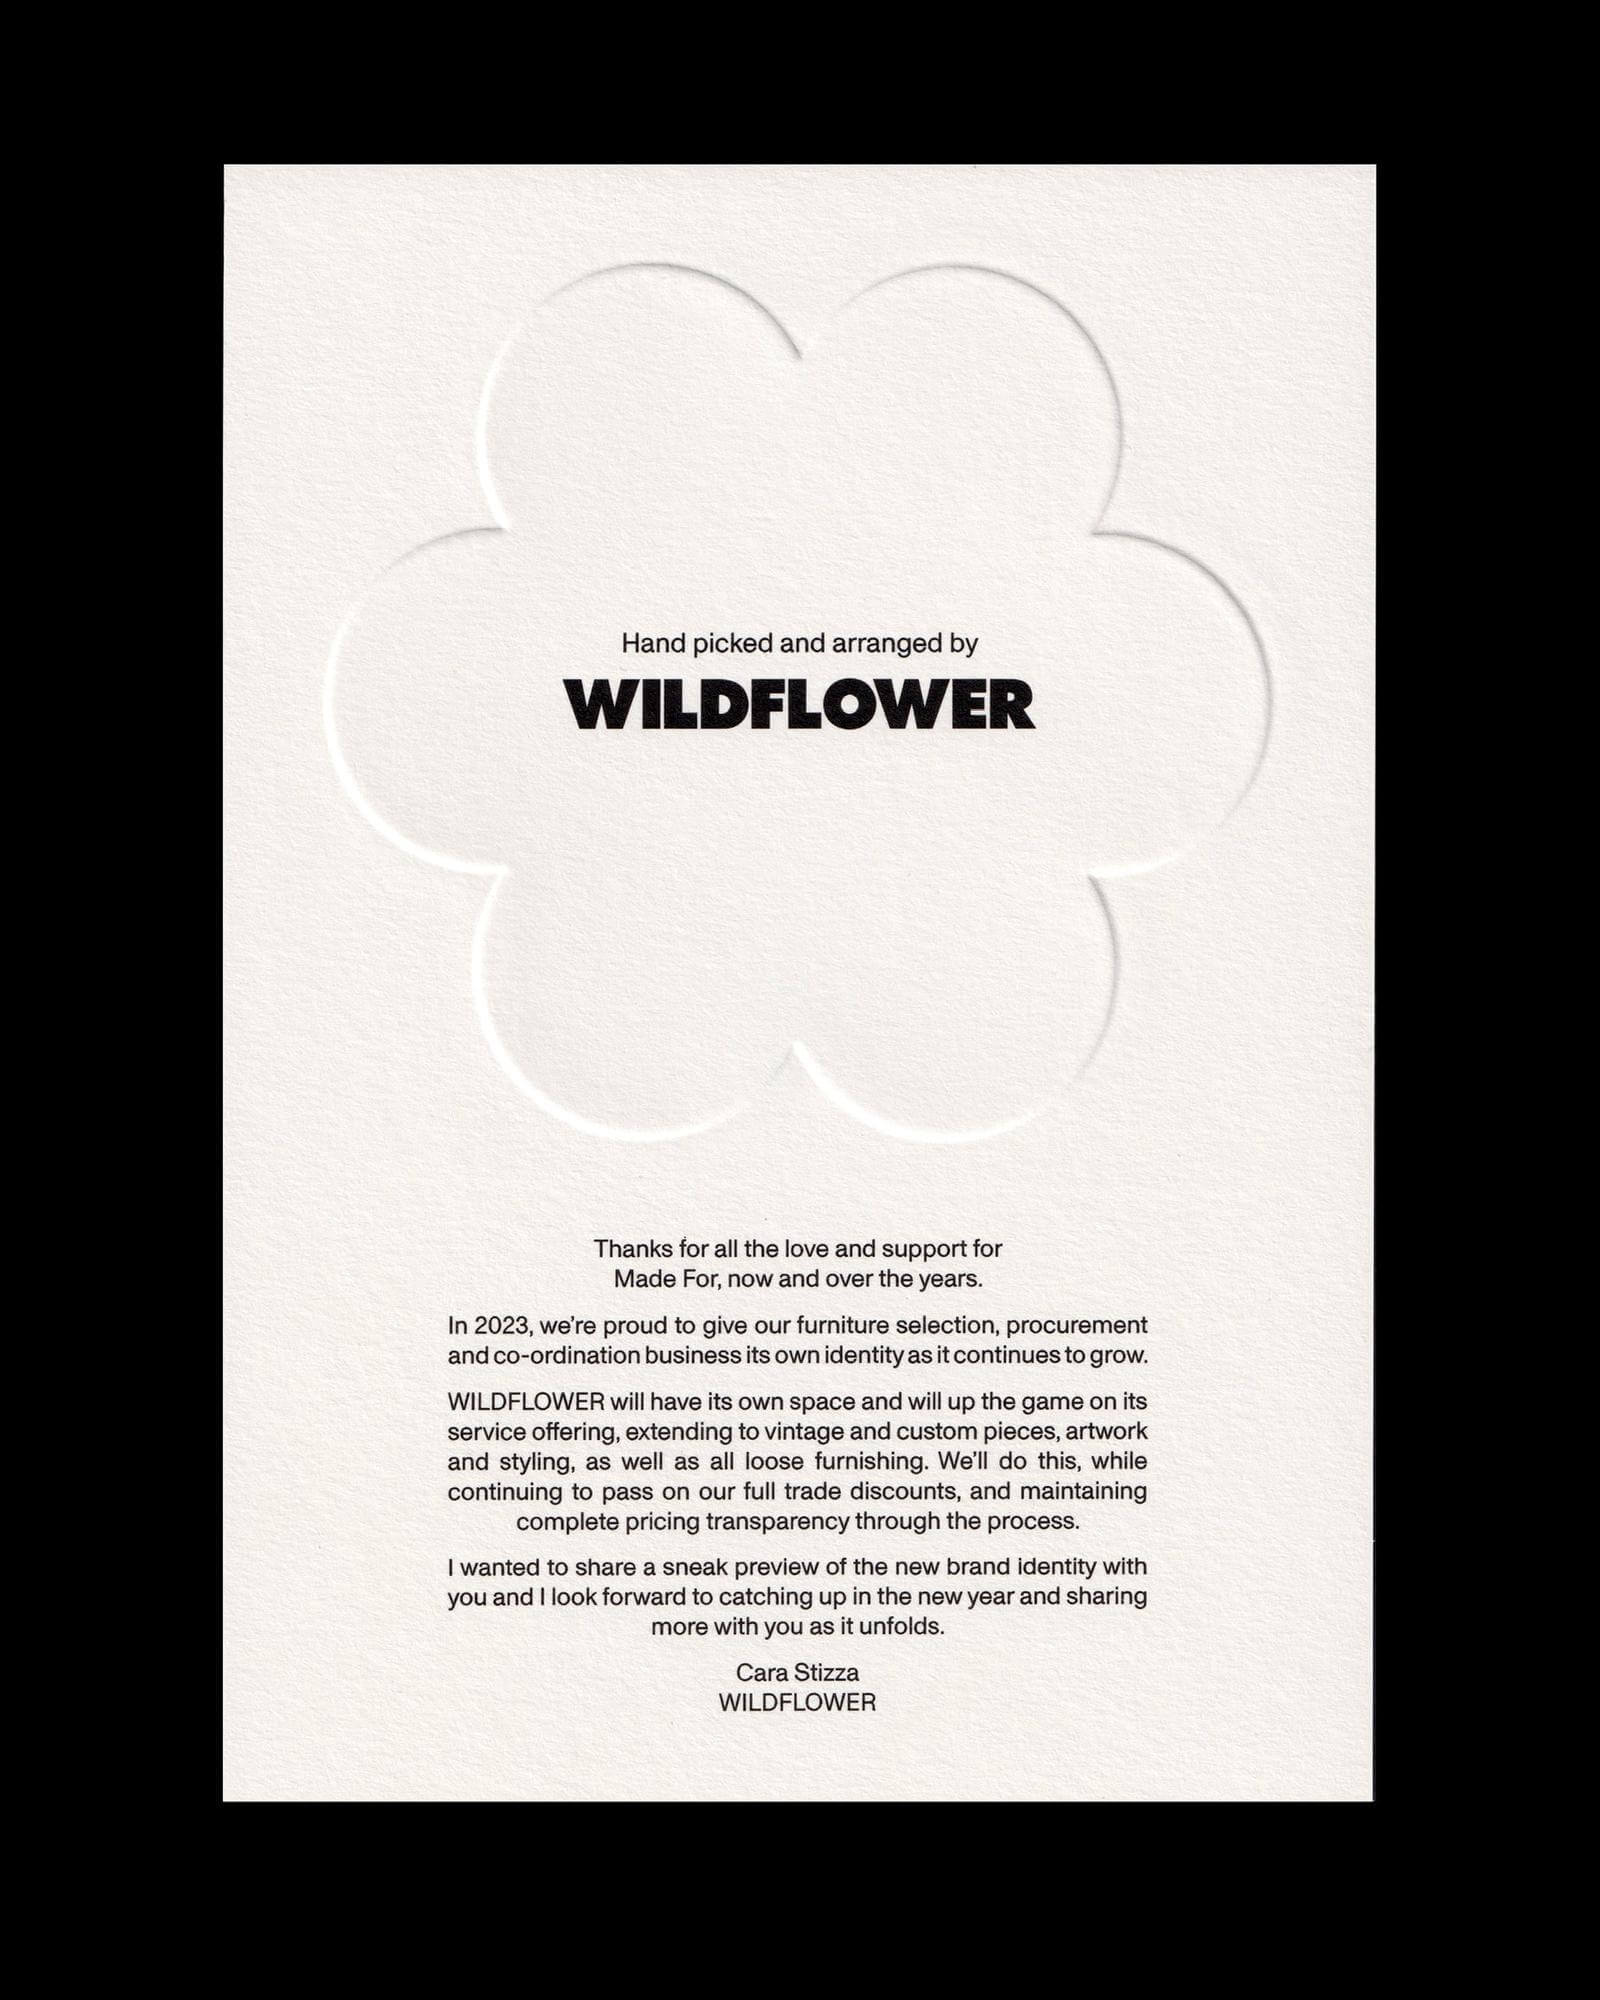 Hand picked and arranged by
WILDFLOWER
Thanks for all the love and support for
Made For, now and over the years.
In 2023, we’re proud to give our furniture selection, procurement
and co-ordination business its own identity as it continues to grow.
WILDFLOWER will have its own space and will up the game on its
service offering, extending to vintage and custom pieces, artwork
and styling, as well as all loose furnishing. We’ll do this, while
continuing to pass on our full trade discounts, and maintaining
complete pricing transparency through the process.
I wanted to share a sneak preview of the new brand identity with
you and I look forward to catching up in the new year and sharing
more with you as it unfolds.
Cara Stizza
WILDFLOWER